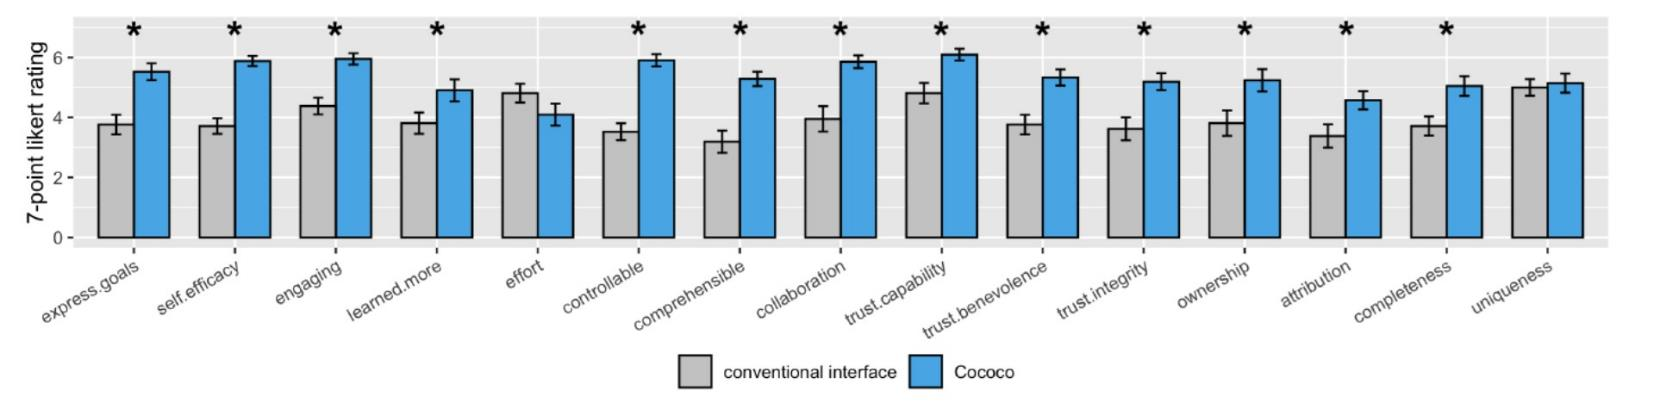 * * * * * * * * * * * * *
7-point likert rating
6
4
2
0
express.goals
self.efficacy
engaging
learned.more
effort
controllable
comprehensible
collaboration
trust.capability
trust.benevolence
trust.integrity
ownership
attribution
completeness
uniqueness
conventional interface
Cococo